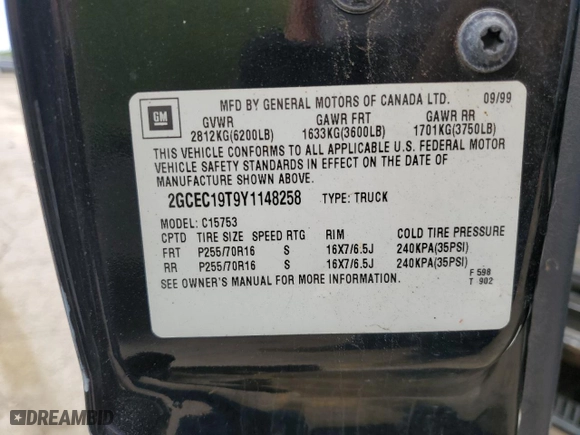 MFD BY GENERAL MOTORS OF CANADA LTD. 09/99
GM
GVWR GAWR FRT GAWR RR
2812KG(6200LB) 1633KG(3600LB) 1701KG(3750LB)
THIS VEHICLE CONFORMS TO ALL APPLICABLE U.S. FEDERAL MOTOR
VEHICLE SAFETY STANDARDS IN EFFECT ON THE DATE OF
MANUFACTURE SHOWN ABOVE.
2GCEC19T9Y1148258 TYPE: TRUCK
MODEL: C15753
CPTD TIRE SIZE SPEED RTG RIM COLD TIRE PRESSURE
FRT P255/70R16 S 16X7/6.5J 240KPA(35PSI)
RR P255/70R16 S 16X7/6.5J 240KPA(35PSI)
SEE OWNER'S MANUAL FOR MORE INFORMATION.
F 598
T 902
DREAMBID